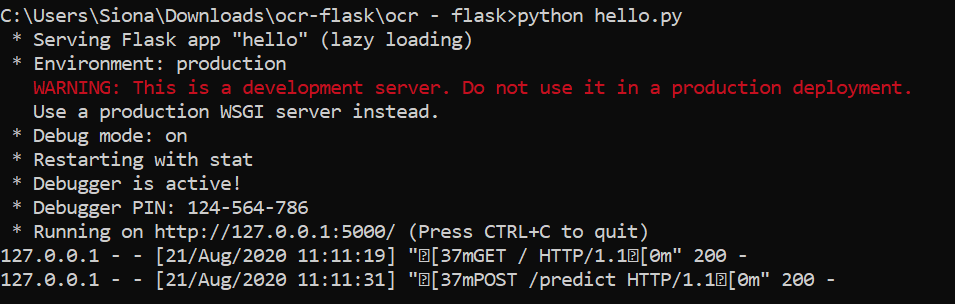 C:\Users\Siona\Downloads\ocr-flask\ocr - flask>python hello.py
 * Serving Flask app "hello" (lazy loading)
 * Environment: production
   WARNING: This is a development server. Do not use it in a production deployment.
   Use a production WSGI server instead.
 * Debug mode: on
 * Restarting with stat
 * Debugger is active!
 * Debugger PIN: 124-564-786
 * Running on http://127.0.0.1:5000/ (Press CTRL+C to quit)
127.0.0.1 - - [21/Aug/2020 11:11:19] "�[37mGET / HTTP/1.1�[0m" 200 -
127.0.0.1 - - [21/Aug/2020 11:11:31] "�[37mPOST /predict HTTP/1.1�[0m" 200 -